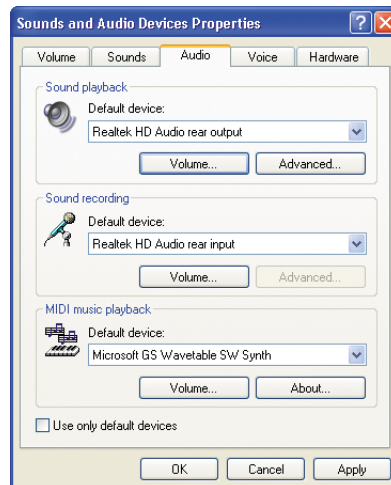 Sounds and Audio Devices Properties
Volume Sounds Audio Voice Hardware
Sound playback
Default device:
Realtek HD Audio rear output
Volume... Advanced...
Sound recording
Default device:
Realtek HD Audio rear input
Volume... Advanced...
MIDI music playback
Default device:
Microsoft GS Wavetable SW Synth
Volume... About...
Use only default devices
OK Cancel Apply